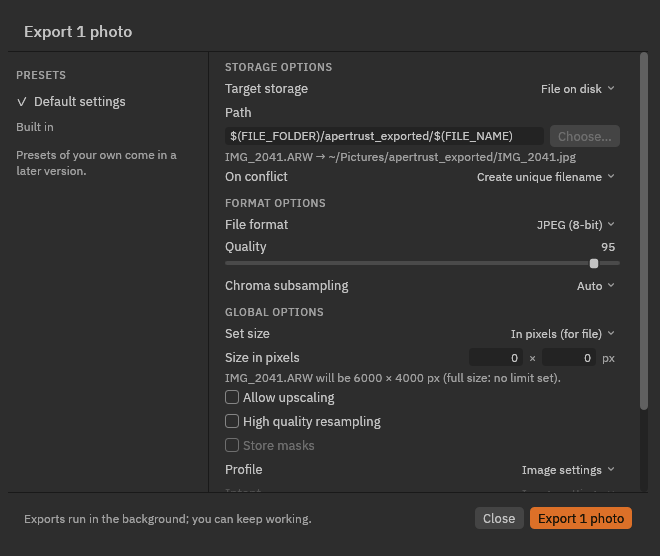 Export 1 photo
PRESETS
✓ Default settings
Built in
Presets of your own come in a
later version.
STORAGE OPTIONS
Target storage File on disk
Path
$(FILE_FOLDER)/apertrust_exported/$(FILE_NAME) Choose...
IMG_2041.ARW → ~/Pictures/apertrust_exported/IMG_2041.jpg
On conflict Create unique filename
FORMAT OPTIONS
File format JPEG (8-bit)
Quality 95
Chroma subsampling Auto
GLOBAL OPTIONS
Set size In pixels (for file)
Size in pixels 0 × 0 px
IMG_2041.ARW will be 6000 × 4000 px (full size: no limit set).
Allow upscaling
High quality resampling
Store masks
Profile Image settings
Exports run in the background; you can keep working.
Close Export 1 photo